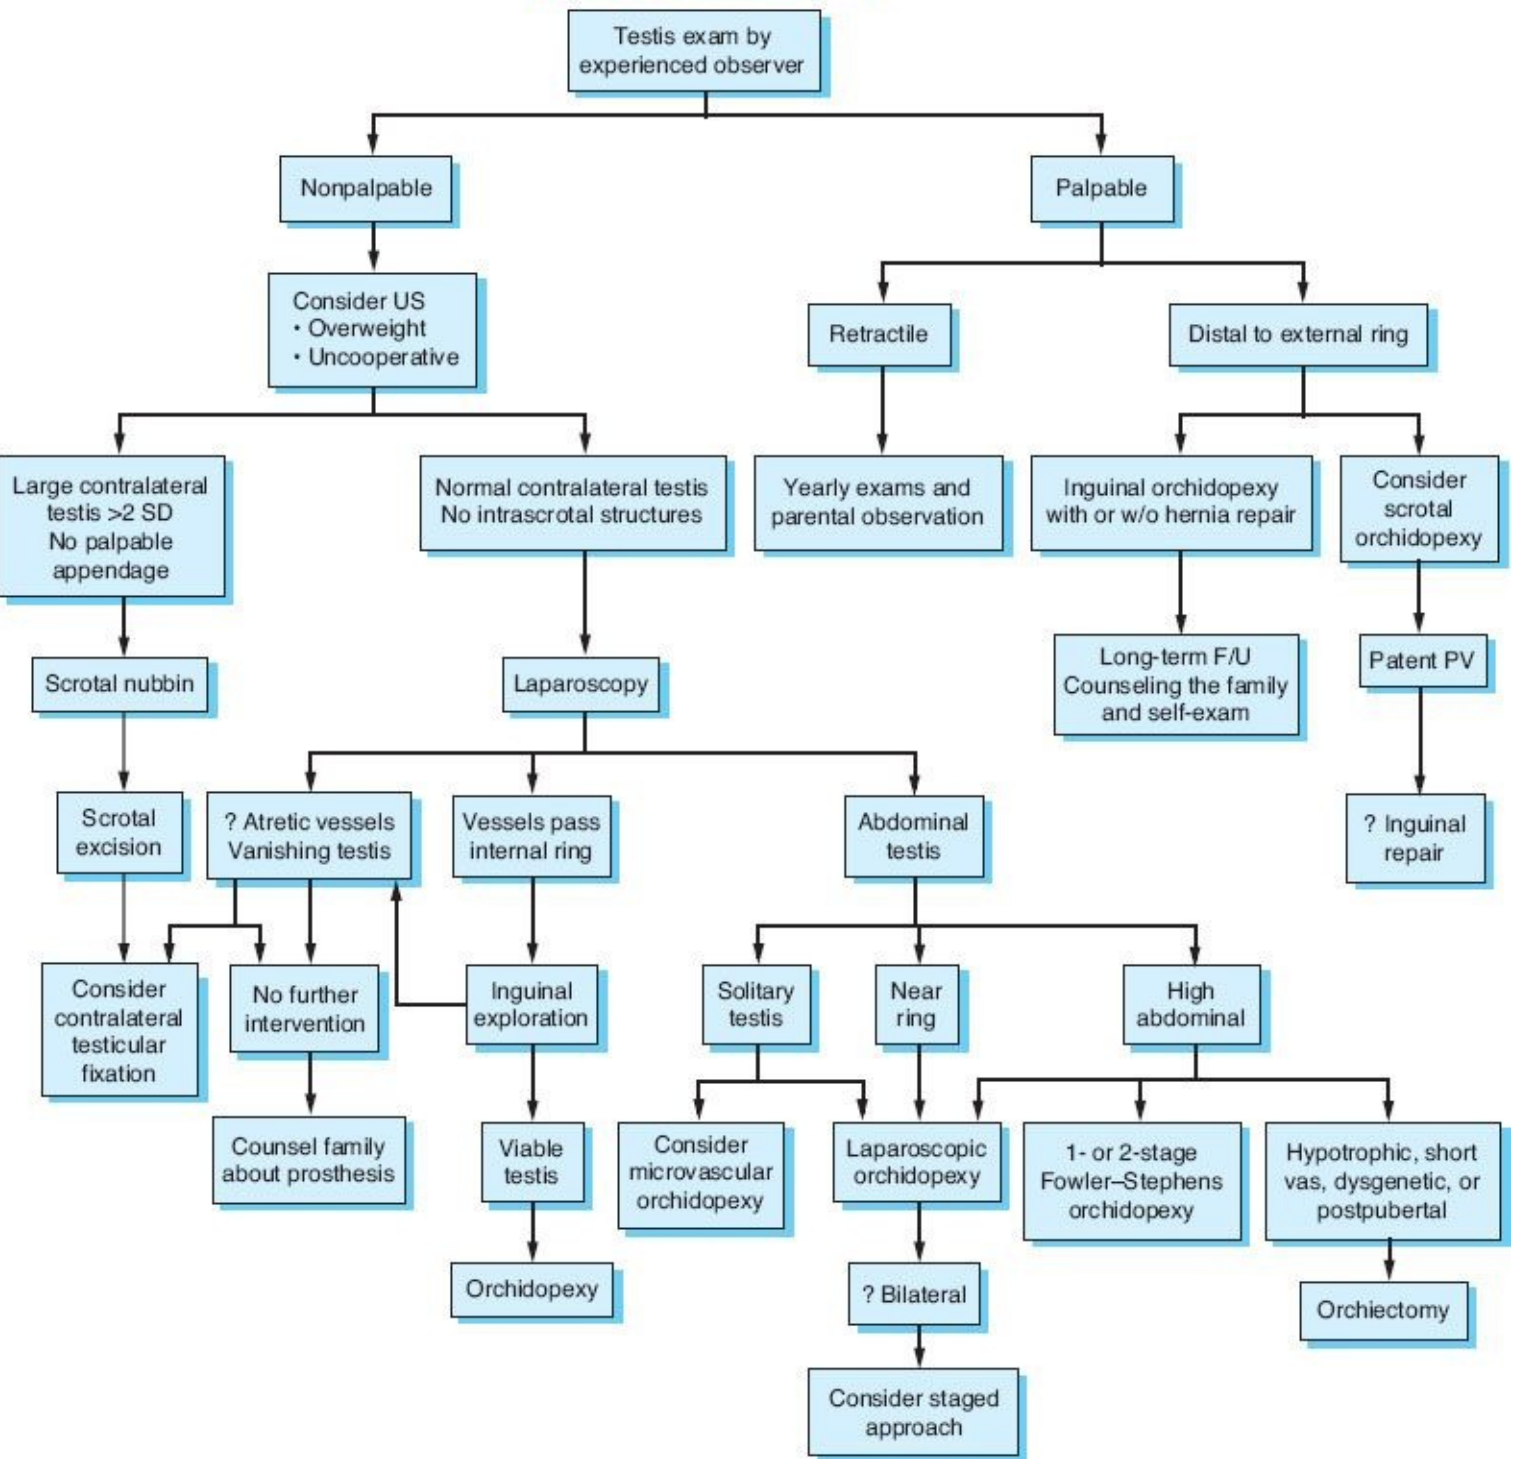 Testis exam by
experienced observer
Nonpalpable
Palpable
Consider US
• Overweight
• Uncooperative
Retractile
Distal to external ring
Large contralateral
testis >2 SD
No palpable
appendage
Normal contralateral testis
No intrascrotal structures
Yearly exams and
parental observation
Inguinal orchidopexy
with or w/o hernia repair
Consider
scrotal
orchidopexy
Scrotal nubbin
Laparoscopy
Long-term F/U
Counseling the family
and self-exam
Patent PV
Scrotal
excision
? Atretic vessels
Vanishing testis
Vessels pass
internal ring
Abdominal
testis
? Inguinal
repair
Consider
contralateral
testicular
fixation
No further
intervention
Inguinal
exploration
Solitary
testis
Near
ring
High
abdominal
Counsel family
about prosthesis
Viable
testis
Consider
microvascular
orchidopexy
Laparoscopic
orchidopexy
1- or 2-stage
Fowler–Stephens
orchidopexy
Hypotrophic, short
vas, dysgenetic, or
postpubertal
Orchidopexy
? Bilateral
Orchiectomy
Consider staged
approach